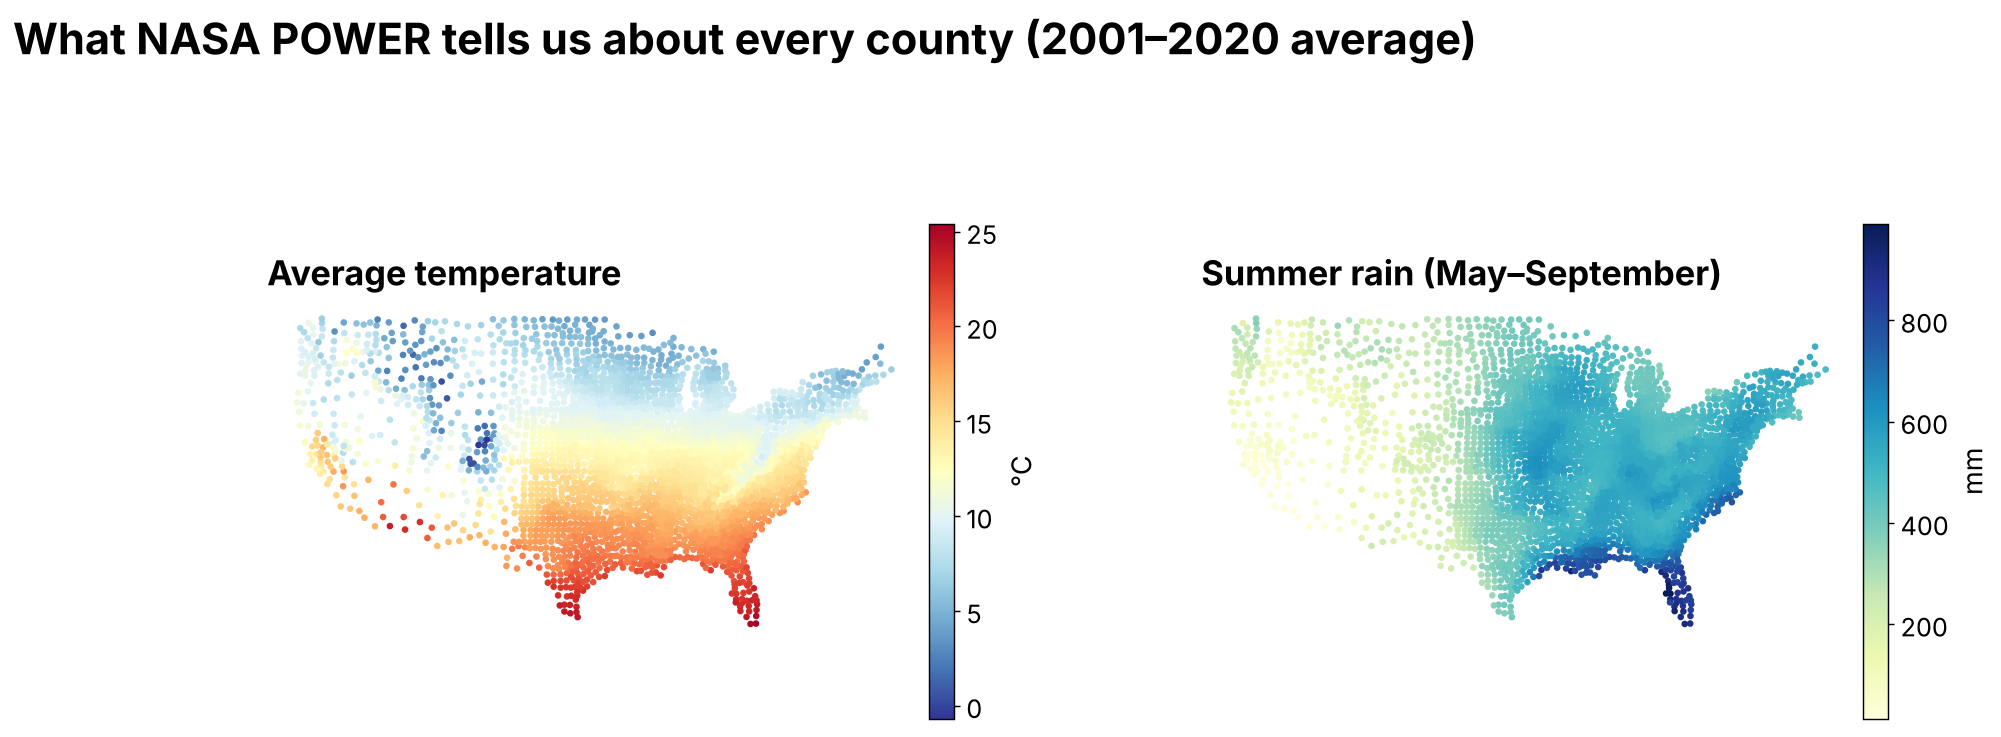 What NASA POWER tells us about every county (2001–2020 average)
Average temperature
25
20
15
10
5
0
°C
Summer rain (May–September)
800
600
400
200
mm